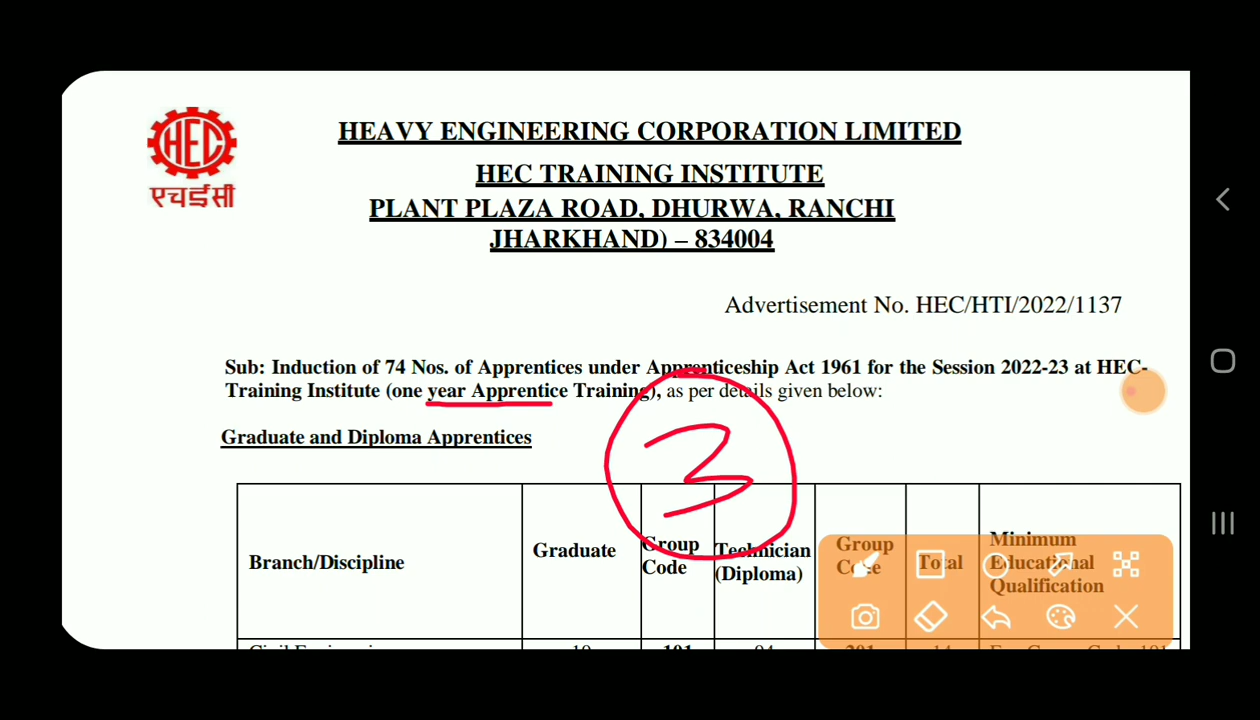 HEC
एचईसी
HEAVY ENGINEERING CORPORATION LIMITED
HEC TRAINING INSTITUTE
PLANT PLAZA ROAD, DHURWA, RANCHI
JHARKHAND) – 834004
Advertisement No. HEC/HTI/2022/1137
Sub: Induction of 74 Nos. of Apprentices under Apprenticeship Act 1961 for the Session 2022-23 at HEC-
Training Institute (one year Apprentice Training), as per details given below:
Graduate and Diploma Apprentices
3
Branch/Discipline
Graduate
Group
Code
Technician
(Diploma)
Group
Code
Total
Minimum
Educational
Qualification